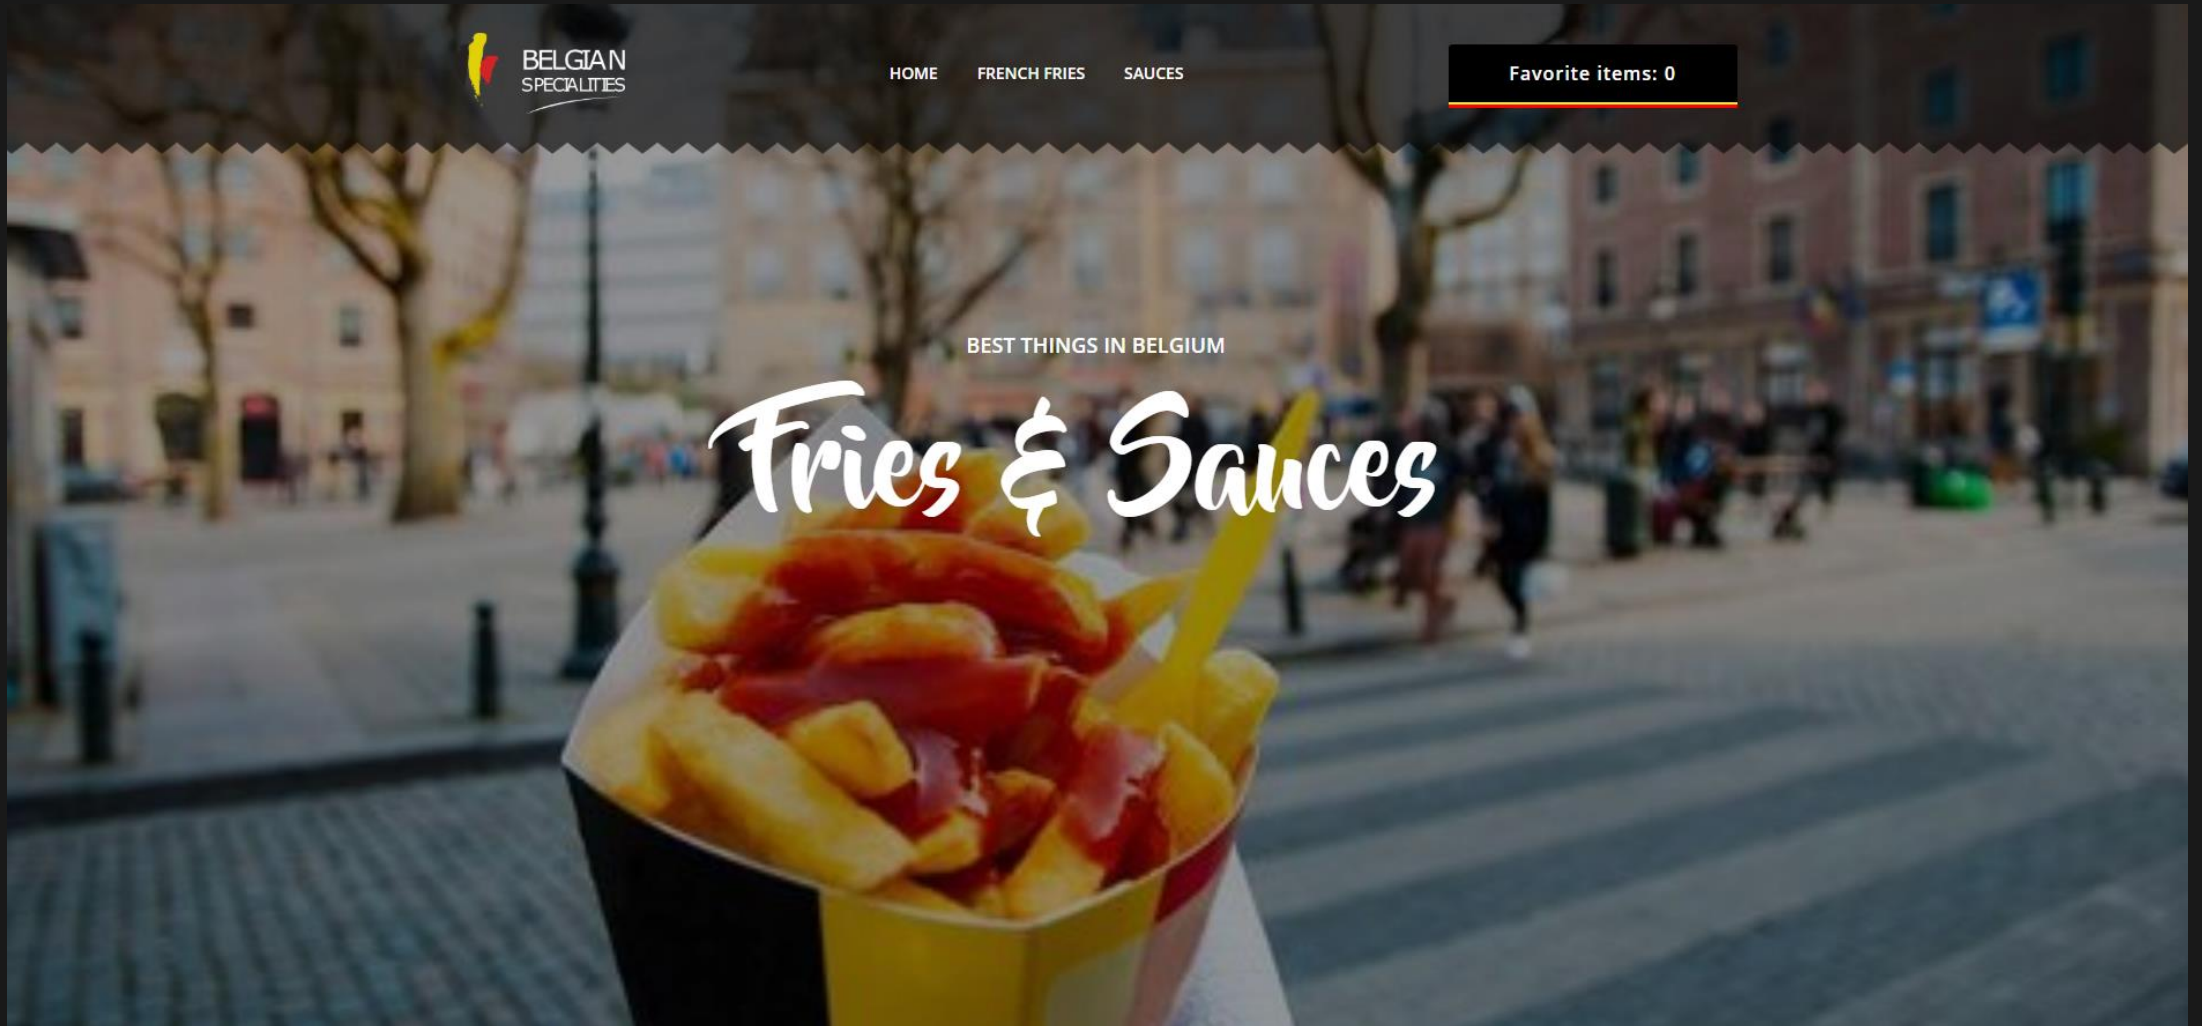 BELGIAN
SPECIALITIES
HOME FRENCH FRIES SAUCES
Favorite items: 0
BEST THINGS IN BELGIUM
Fries & Sauces